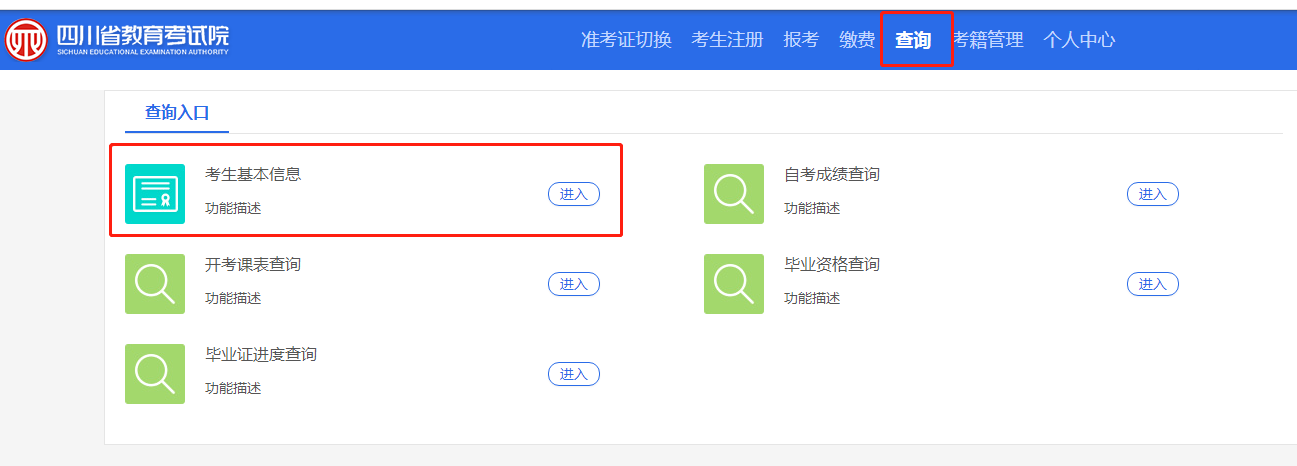 四川省教育考试院
SICHUAN EDUCATIONAL EXAMINATION AUTHORITY
准考证切换 考生注册 报考 缴费 查询 考籍管理 个人中心
查询入口
考生基本信息
功能描述
进入
自考成绩查询
功能描述
进入
开考课表查询
功能描述
进入
毕业资格查询
功能描述
进入
毕业证进度查询
功能描述
进入